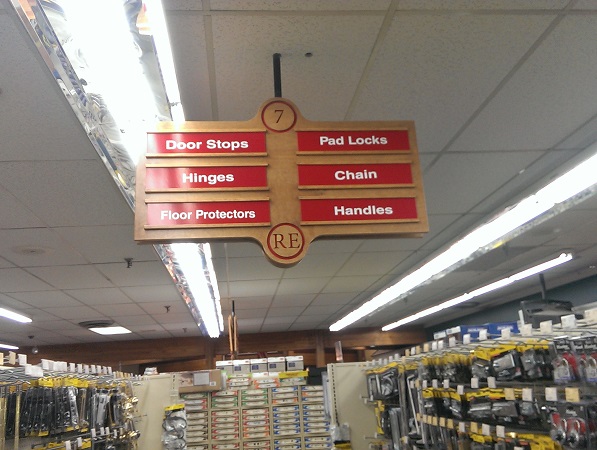 7
Door Stops
Pad Locks
Hinges
Chain
Floor Protectors
Handles
RE